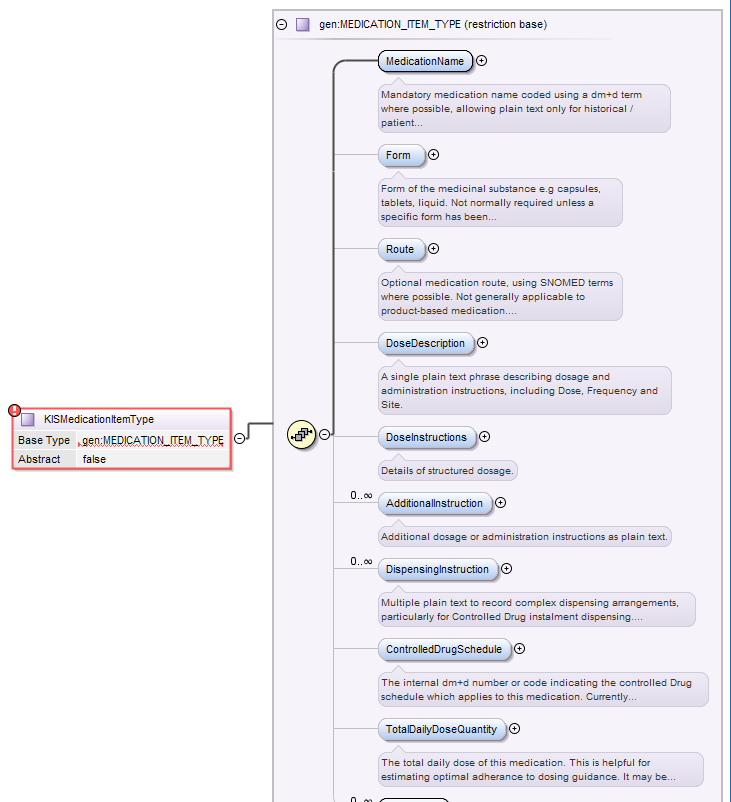 gen:MEDICATION_ITEM_TYPE (restriction base)
MedicationName
Mandatory medication name coded using a dm+d term
where possible, allowing plain text only for historical /
patient...
Form
Form of the medicinal substance e.g capsules,
tablets, liquid. Not normally required unless a
specific form has been...
Route
Optional medication route, using SNOMED terms
where possible. Not generally applicable to
product-based medication....
DoseDescription
A single plain text phrase describing dosage and
administration instructions, including Dose, Frequency and
Site.
KISMedicationItemType
Base Type gen:MEDICATION_ITEM_TYPE
Abstract false
DoseInstructions
Details of structured dosage.
0..∞
AdditionalInstruction
Additional dosage or administration instructions as plain text.
0..∞
DispensingInstruction
Multiple plain text to record complex dispensing arrangements,
particularly for Controlled Drug instalment dispensing....
ControlledDrugSchedule
The internal dm+d number or code indicating the controlled Drug
schedule which applies to this medication. Currently...
TotalDailyDoseQuantity
The total daily dose of this medication. This is helpful for
estimating optimal adherence to dosing guidance. It may be...